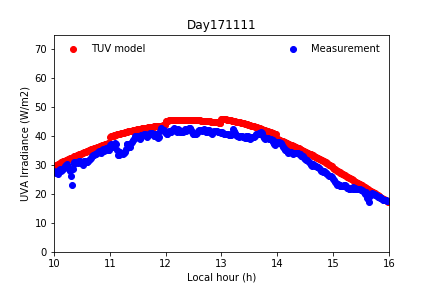 Day171111
TUV model
Measurement
UVA Irradiance (W/m2)
70
60
50
40
30
20
10
0
10 11 12 13 14 15 16
Local hour (h)